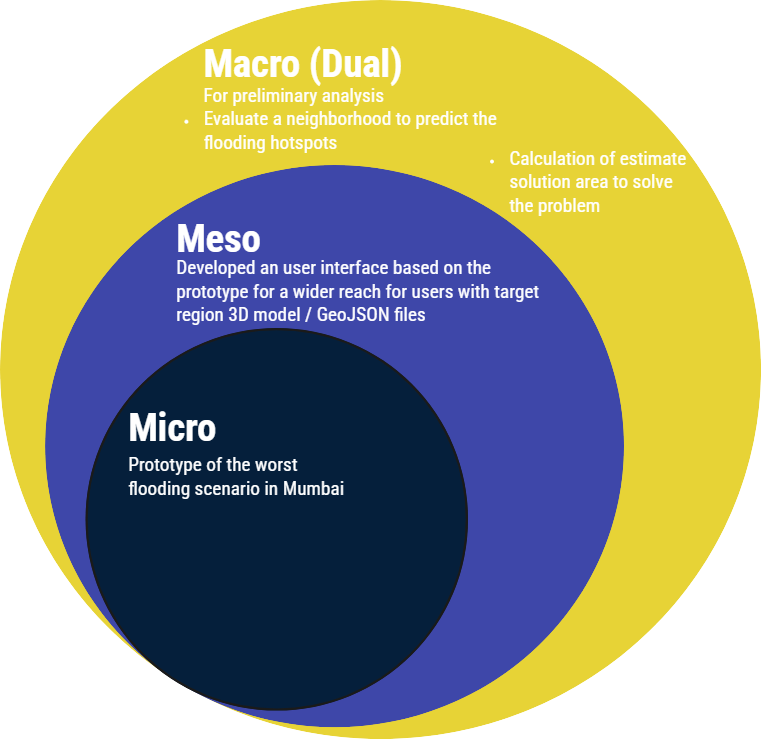 Macro (Dual)
For preliminary analysis
• Evaluate a neighborhood to predict the
flooding hotspots
• Calculation of estimate
solution area to solve
the problem
Meso
Developed an user interface based on the
prototype for a wider reach for users with target
region 3D model / GeoJSON files
Micro
Prototype of the worst
flooding scenario in Mumbai